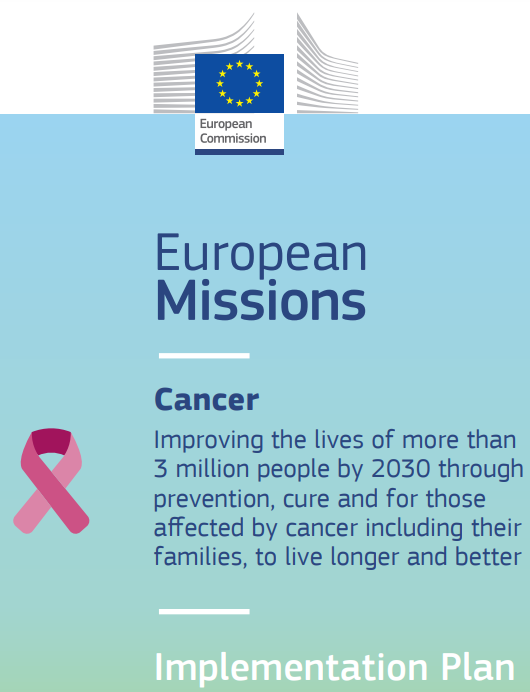 European
Commission
European
Missions
Cancer
Improving the lives of more than
3 million people by 2030 through
prevention, cure and for those
affected by cancer including their
families, to live longer and better
Implementation Plan